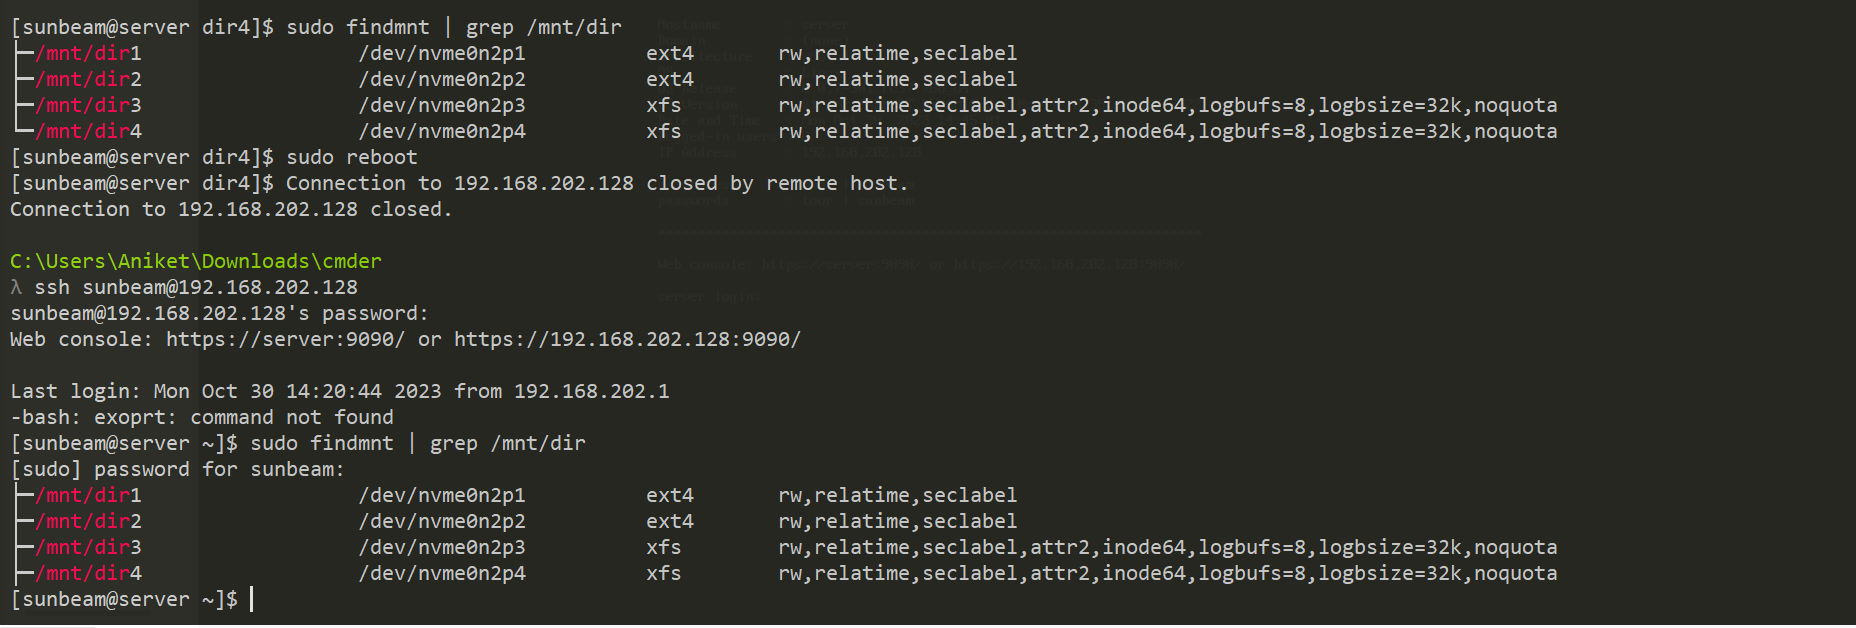 [sunbeam@server dir4]$ sudo findmnt | grep /mnt/dir
├─/mnt/dir1 /dev/nvme0n2p1 ext4 rw,relatime,seclabel
├─/mnt/dir2 /dev/nvme0n2p2 ext4 rw,relatime,seclabel
├─/mnt/dir3 /dev/nvme0n2p3 xfs rw,relatime,seclabel,attr2,inode64,logbufs=8,logbsize=32k,noquota
└─/mnt/dir4 /dev/nvme0n2p4 xfs rw,relatime,seclabel,attr2,inode64,logbufs=8,logbsize=32k,noquota
[sunbeam@server dir4]$ sudo reboot
[sunbeam@server dir4]$ Connection to 192.168.202.128 closed by remote host.
Connection to 192.168.202.128 closed.
C:\Users\Aniket\Downloads\cmder
λ ssh sunbeam@192.168.202.128
sunbeam@192.168.202.128's password:
Web console: https://server:9090/ or https://192.168.202.128:9090/
Last login: Mon Oct 30 14:20:44 2023 from 192.168.202.1
-bash: exoprt: command not found
[sunbeam@server ~]$ sudo findmnt | grep /mnt/dir
[sudo] password for sunbeam:
├─/mnt/dir1 /dev/nvme0n2p1 ext4 rw,relatime,seclabel
├─/mnt/dir2 /dev/nvme0n2p2 ext4 rw,relatime,seclabel
├─/mnt/dir3 /dev/nvme0n2p3 xfs rw,relatime,seclabel,attr2,inode64,logbufs=8,logbsize=32k,noquota
├─/mnt/dir4 /dev/nvme0n2p4 xfs rw,relatime,seclabel,attr2,inode64,logbufs=8,logbsize=32k,noquota
[sunbeam@server ~]$